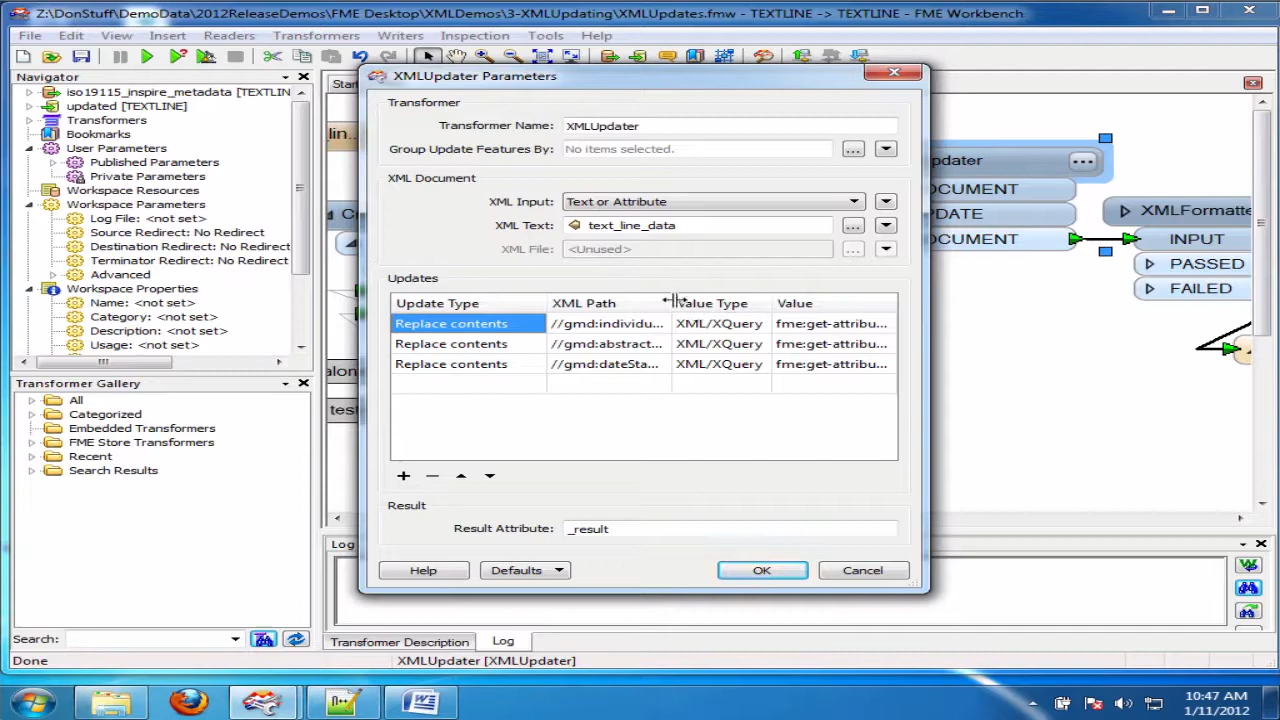 Z:\DonStuff\DemoData\2012ReleaseDemos\FME Desktop\XMLDemos\3-XMLUpdating\XMLUpdates.fmw - TEXTLINE -> TEXTLINE - FME Workbench
File Edit View Insert Readers Transformers Writers Inspection Tools Help
Navigator
iso19115_inspire_metadata [TEXTLIN
updated [TEXTLINE]
Transformers
Bookmarks
User Parameters
Published Parameters
Private Parameters
Workspace Resources
Workspace Parameters
Log File: <not set>
Source Redirect: No Redirect
Destination Redirect: No Redirect
Terminator Redirect: No Redirect
Advanced
Workspace Properties
Name: <not set>
Category: <not set>
Description: <not set>
Usage: <not set>
Transformer Gallery
All
Categorized
Embedded Transformers
FME Store Transformers
Recent
Search Results
Search:
Done
Star
lin...
Cr
alon
test
XMLUpdater Parameters
Transformer
Transformer Name: XMLUpdater
Group Update Features By: No items selected.
XML Document
XML Input: Text or Attribute
XML Text: text_line_data
XML File: <Unused>
Updates
Update Type XML Path Value Type Value
Replace contents //gmd:individu... XML/XQuery fme:get-attribu...
Replace contents //gmd:abstract... XML/XQuery fme:get-attribu...
Replace contents //gmd:dateSta... XML/XQuery fme:get-attribu...
Result
Result Attribute: _result
Help Defaults OK Cancel
pdater
OCUMENT
PDATE
OCUMENT
XMLFormatte
INPUT
PASSED
FAILED
Log
Transformer Description Log
XMLUpdater [XMLUpdater]
10:47 AM
1/11/2012